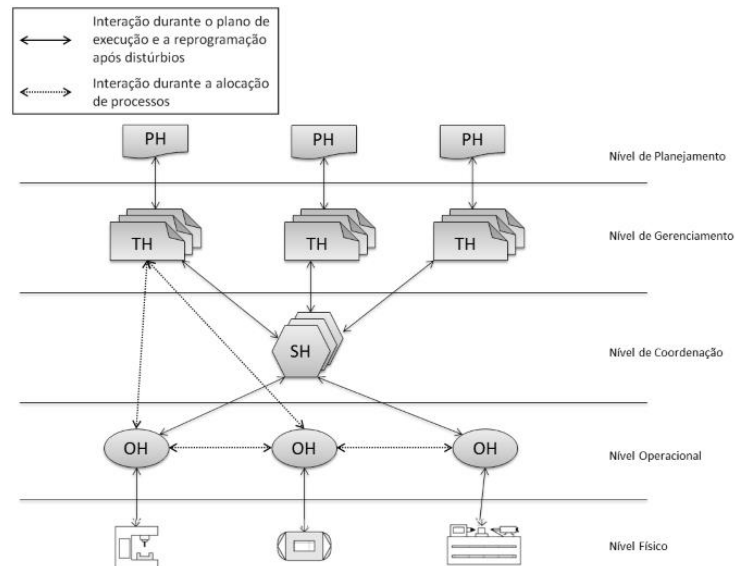 Interação durante o plano de
execução e a reprogramação
após distúrbios
Interação durante a alocação
de processos
PH
PH
PH
Nível de Planejamento
TH
TH
TH
Nível de Gerenciamento
SH
Nível de Coordenação
OH
OH
OH
Nível Operacional
Nível Físico